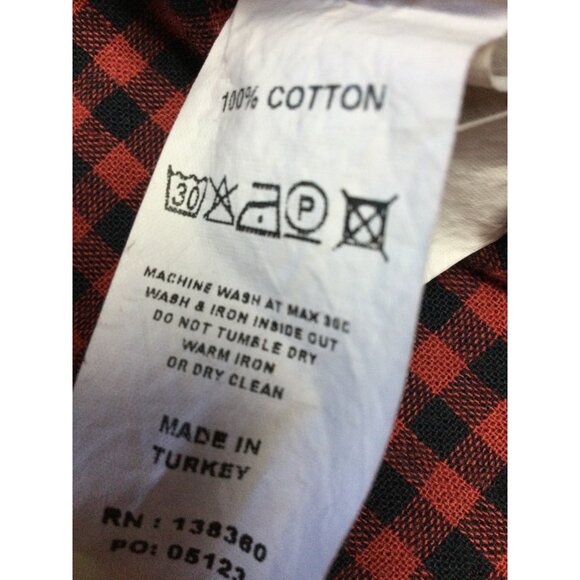 100% COTTON
30 P
MACHINE WASH AT MAX 30C
WASH & IRON INSIDE OUT
DO NOT TUMBLE DRY
WARM IRON
OR DRY CLEAN
MADE IN
TURKEY
RN : 138360
PO: 05123